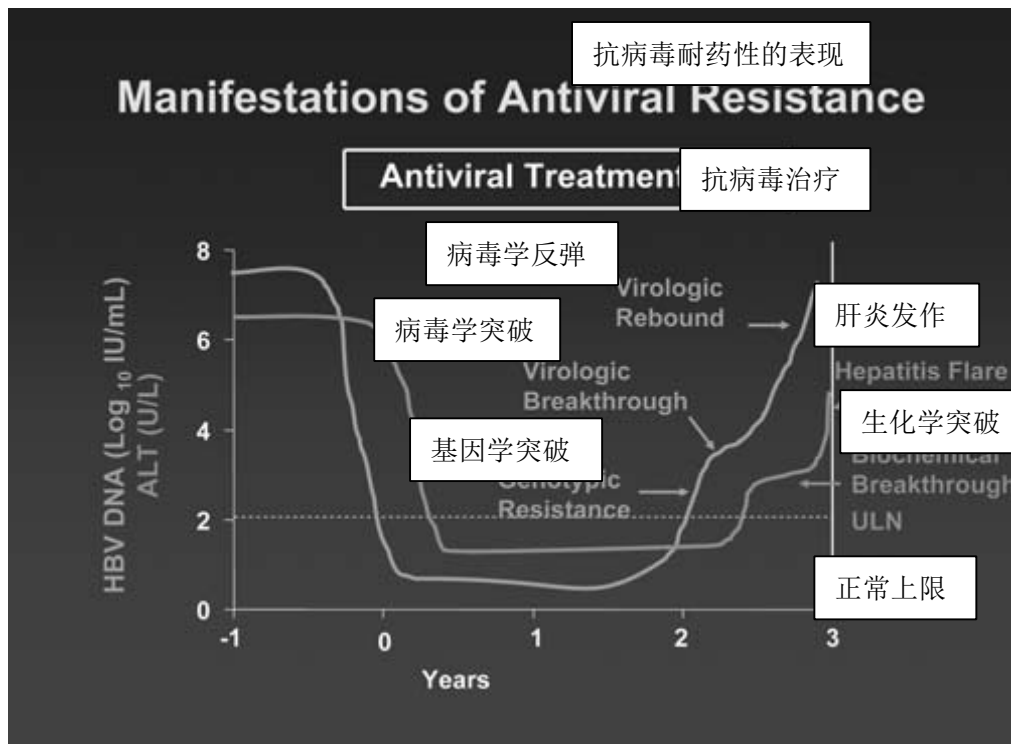 抗病毒耐药性的表现
Manifestations of Antiviral Resistance
Antiviral Treatment
抗病毒治疗
病毒学反弹
Virologic
Rebound
病毒学突破
肝炎发作
Virologic
Breakthrough
Hepatitis Flare
生化学突破
基因学突破
Genotypic
Resistance
Biochemical
Breakthrough
ULN
正常上限
HBV DNA (Log 10 IU/mL)
ALT (U/L)
8
6
4
2
0
-1
0
1
2
3
Years